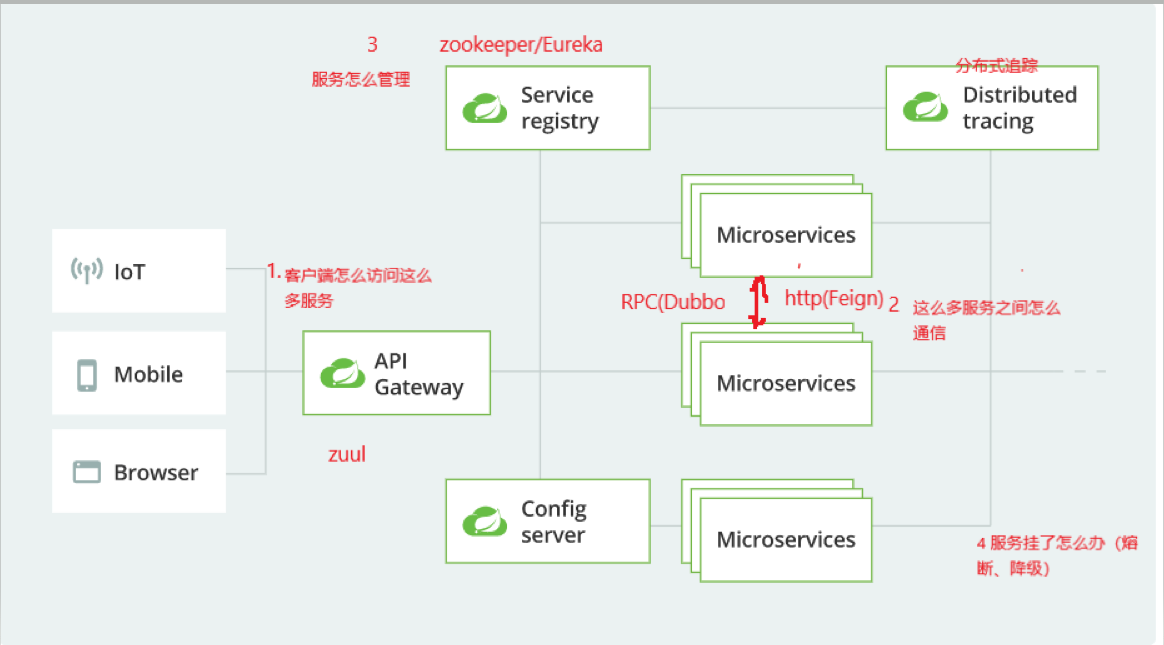 3 zookeeper/Eureka
服务怎么管理
分布式追踪
Service
registry
Distributed
tracing
Microservices
IoT
1.客户端怎么访问这么
多服务
RPC(Dubbo
http(Feign)
2 这么多服务之间怎么
通信
Mobile
API
Gateway
Microservices
zuul
Browser
Config
server
Microservices
4 服务挂了怎么办（熔
断、降级）